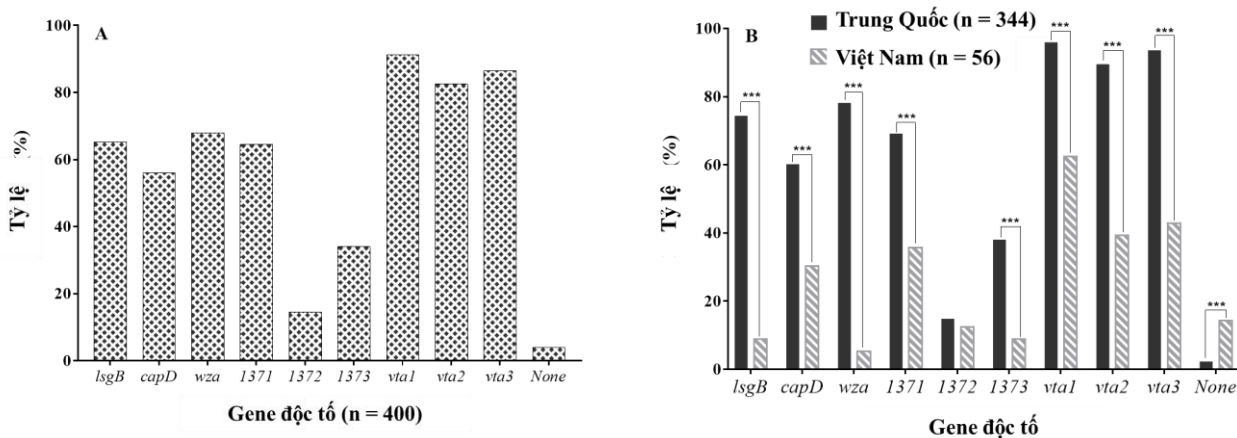 A
100
80
60
40
20
0
Tỷ lệ (%)
lsgB capD wza 1371 1372 1373 vta1 vta2 vta3 None
Gene độc tố (n = 400)
B
Trung Quốc (n = 344)
Việt Nam (n = 56)
100
80
60
40
20
0
Tỷ lệ (%)
*** *** *** *** *** *** *** *** ***
lsgB capD wza 1371 1372 1373 vta1 vta2 vta3 None
Gene độc tố